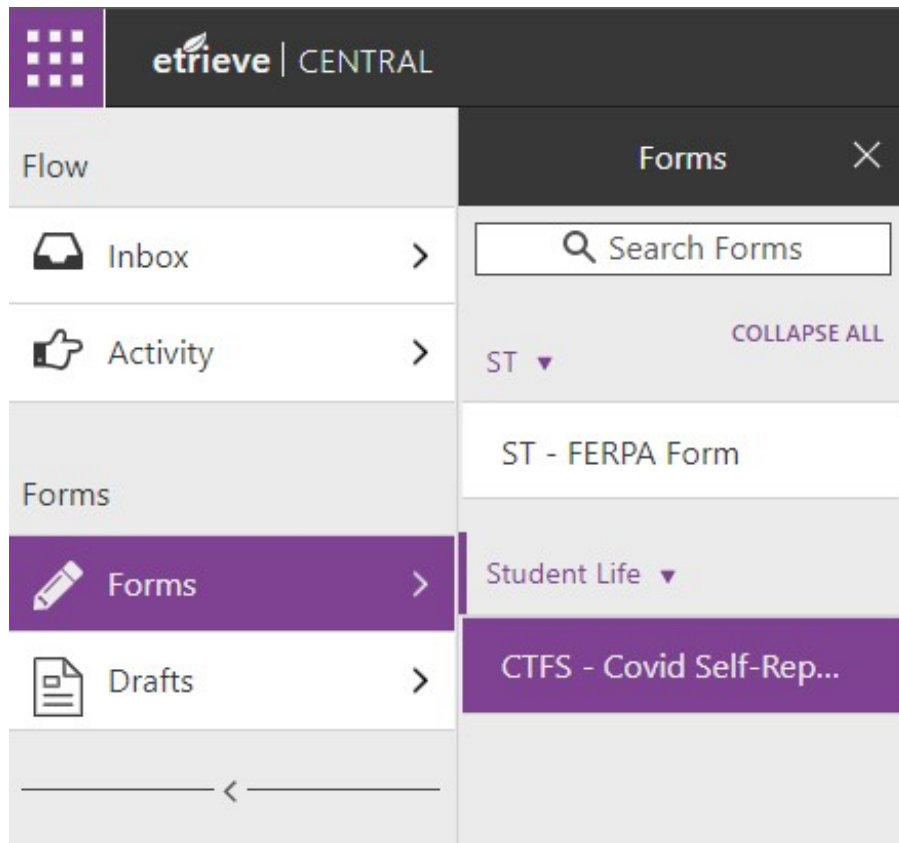 etrieve | CENTRAL
Flow
Inbox
Activity
Forms
Forms
Drafts
Forms
Search Forms
COLLAPSE ALL
ST
ST - FERPA Form
Student Life
CTFS - Covid Self-Rep...